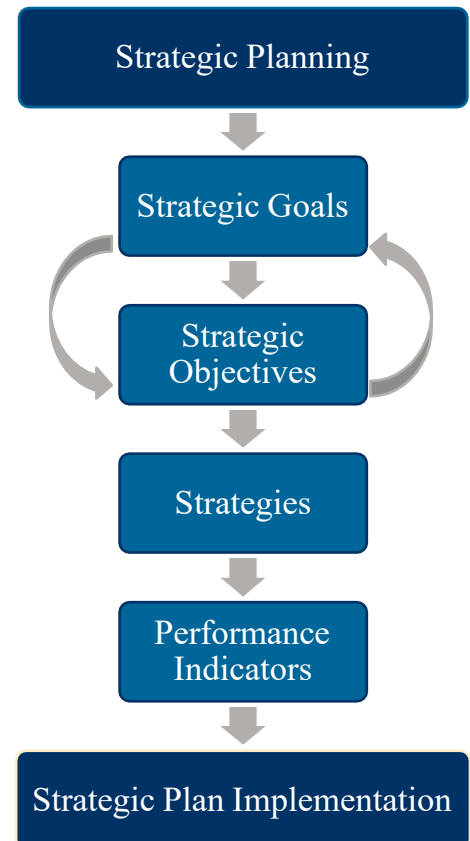 Strategic Planning
Strategic Goals
Strategic
Objectives
Strategies
Performance
Indicators
Strategic Plan Implementation